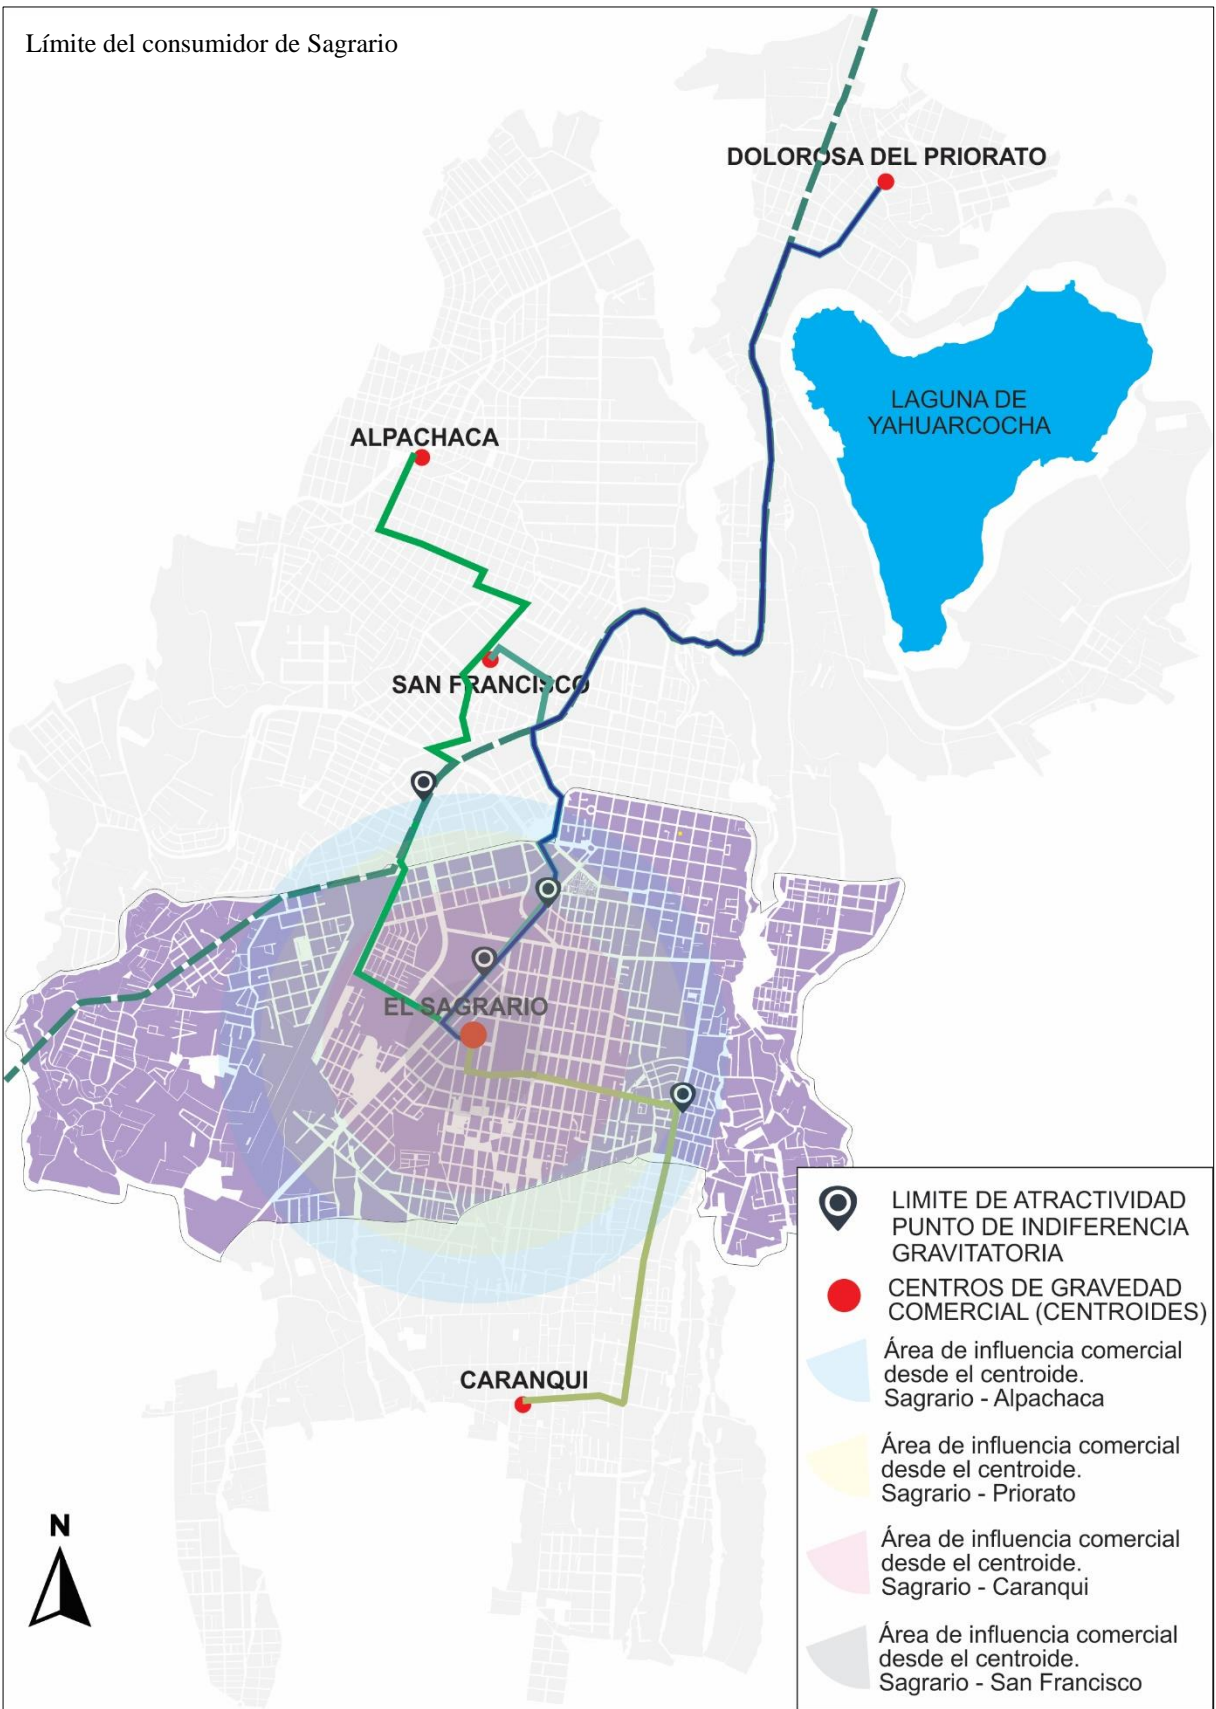 Límite del consumidor de Sagrario
DOLOROSA DEL PRIORATO
LAGUNA DE
YAHUARCOCHA
ALPACHACA
SAN FRANCISCO
EL SAGRARIO
CARANQUI
N
LIMITE DE ATRACTIVIDAD
PUNTO DE INDIFERENCIA
GRAVITATORIA
CENTROS DE GRAVEDAD
COMERCIAL (CENTROIDES)
Área de influencia comercial
desde el centroide.
Sagrario - Alpachaca
Área de influencia comercial
desde el centroide.
Sagrario - Priorato
Área de influencia comercial
desde el centroide.
Sagrario - Caranqui
Área de influencia comercial
desde el centroide.
Sagrario - San Francisco